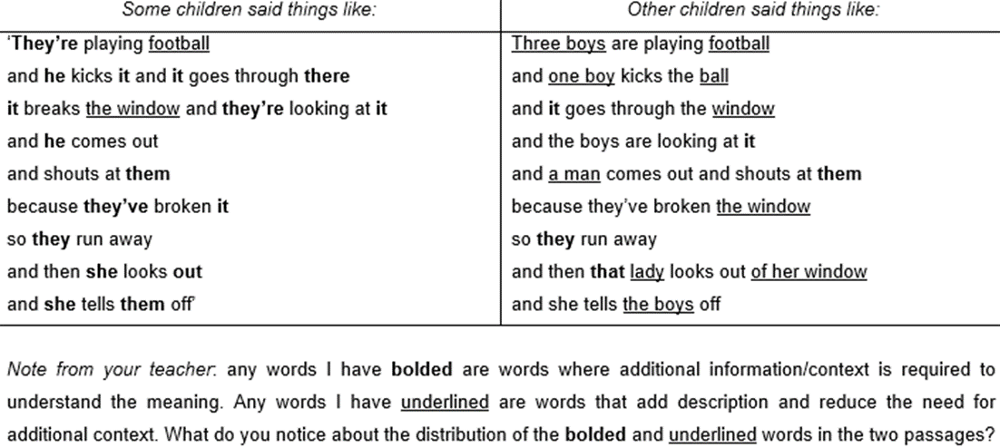 Some children said things like:
Other children said things like:
‘They’re playing football
and he kicks it and it goes through there
it breaks the window and they’re looking at it
and he comes out
and shouts at them
because they’ve broken it
so they run away
and then she looks out
and she tells them off’
Three boys are playing football
and one boy kicks the ball
and it goes through the window
and the boys are looking at it
and a man comes out and shouts at them
because they’ve broken the window
so they run away
and then that lady looks out of her window
and she tells the boys off
Note from your teacher: any words I have bolded are words where additional information/context is required to
understand the meaning. Any words I have underlined are words that add description and reduce the need for
additional context. What do you notice about the distribution of the bolded and underlined words in the two passages?